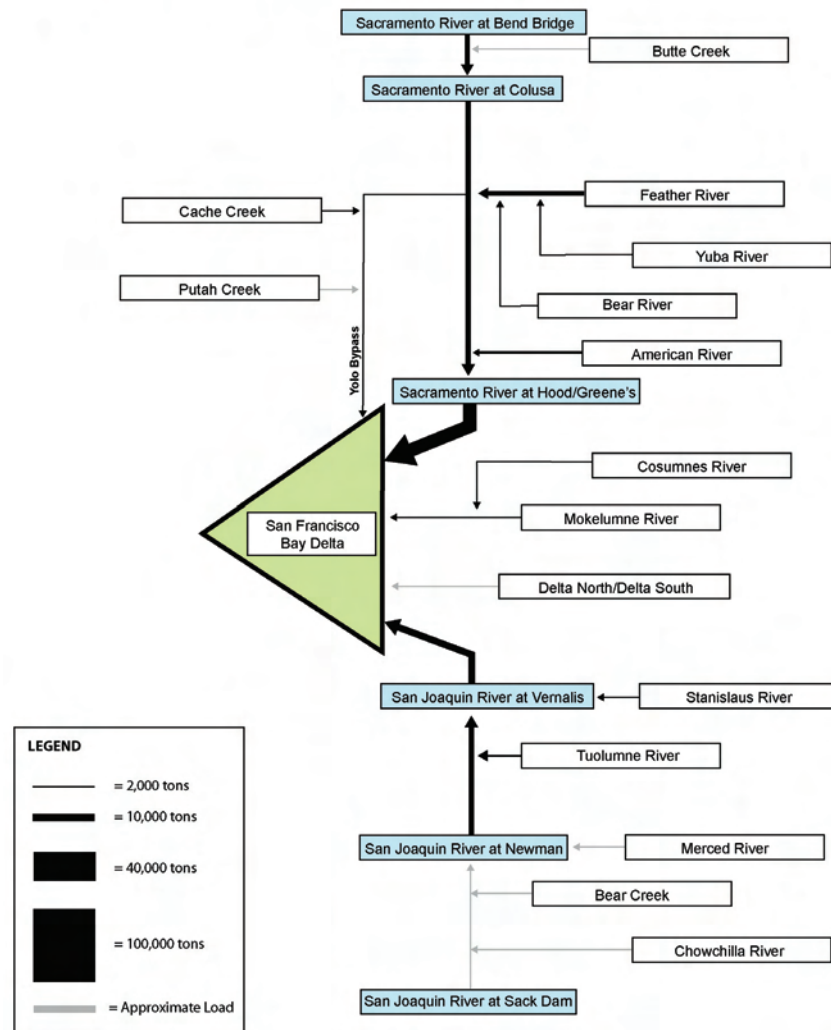 Sacramento River at Bend Bridge
Butte Creek
Sacramento River at Colusa
Feather River
Cache Creek
Yuba River
Putah Creek
Bear River
American River
Yolo Bypass
Sacramento River at Hood/Greene's
Cosumnes River
San Francisco
Bay Delta
Mokelumne River
Delta North/Delta South
San Joaquin River at Vernalis
Stanislaus River
Tuolumne River
San Joaquin River at Newman
Merced River
Bear Creek
Chowchilla River
San Joaquin River at Sack Dam
LEGEND
= 2,000 tons
= 10,000 tons
= 40,000 tons
= 100,000 tons
= Approximate Load